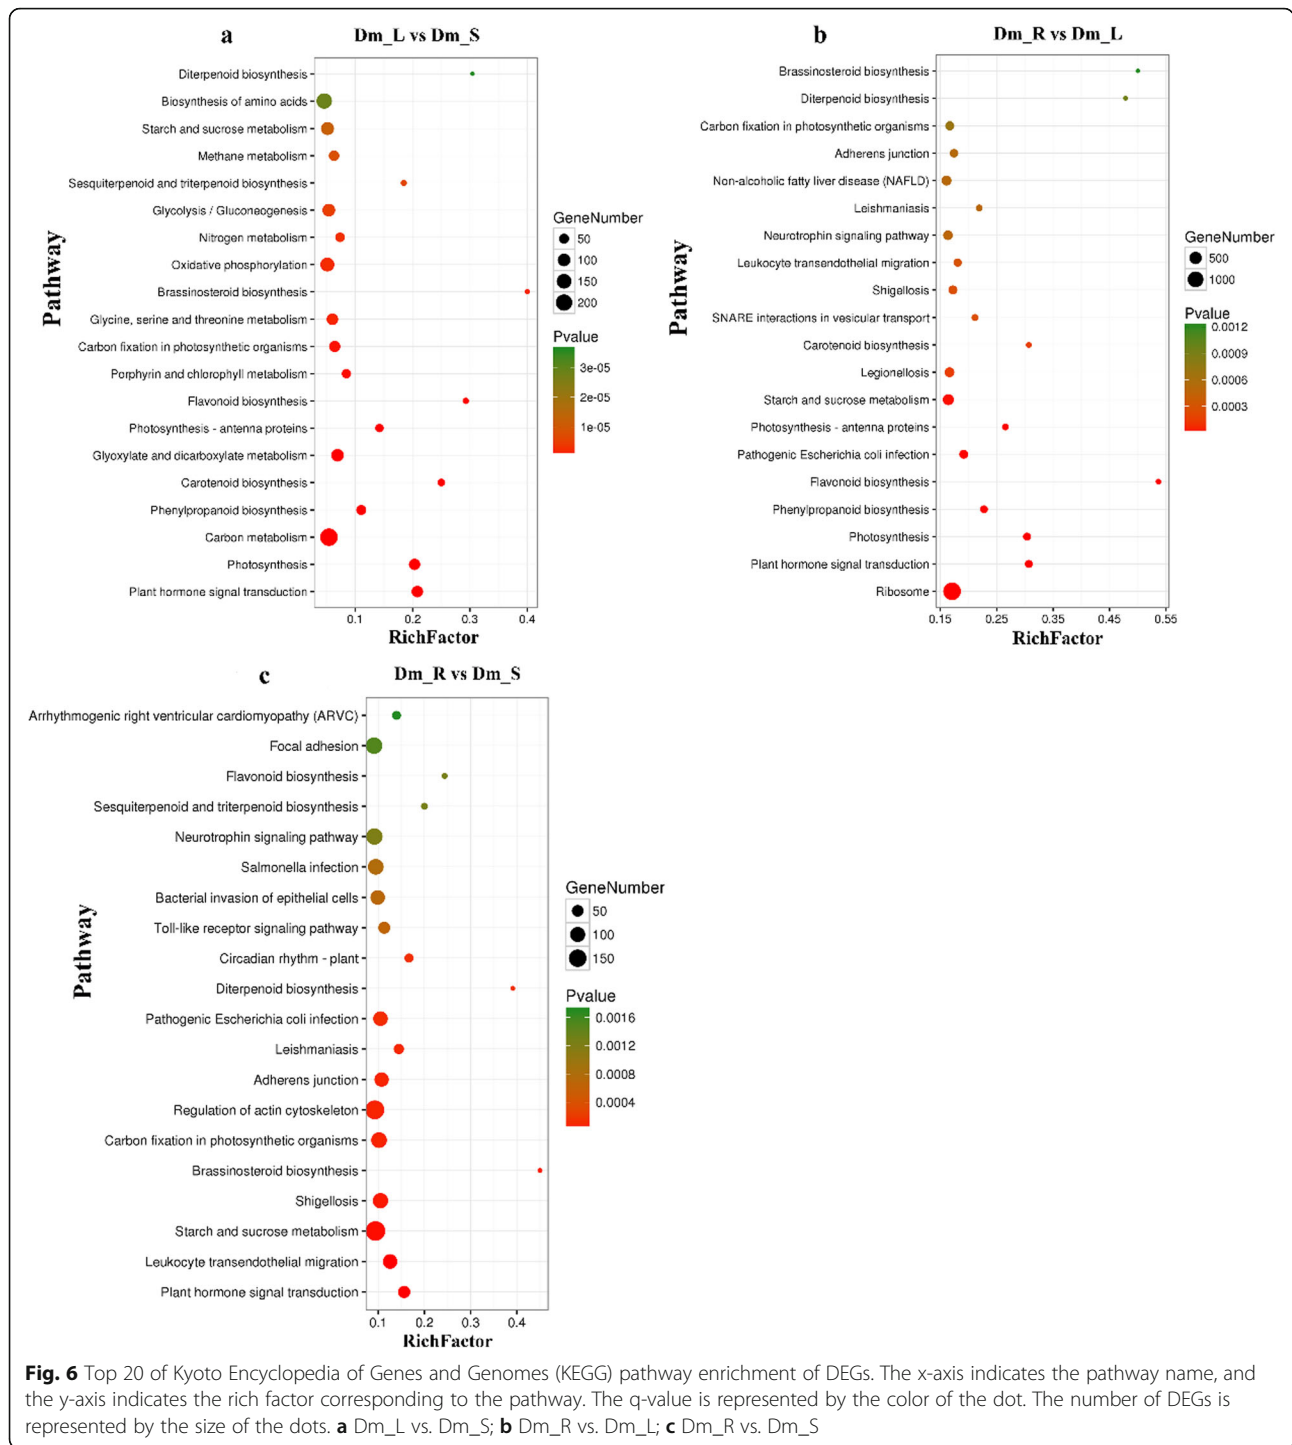 a
Dm_L vs Dm_S
Pathway
Diterpenoid biosynthesis
Biosynthesis of amino acids
Starch and sucrose metabolism
Methane metabolism
Sesquiterpenoid and triterpenoid biosynthesis
Glycolysis / Gluconeogenesis
Nitrogen metabolism
Oxidative phosphorylation
Brassinosteroid biosynthesis
Glycine, serine and threonine metabolism
Carbon fixation in photosynthetic organisms
Porphyrin and chlorophyll metabolism
Flavonoid biosynthesis
Photosynthesis - antenna proteins
Glyoxylate and dicarboxylate metabolism
Carotenoid biosynthesis
Phenylpropanoid biosynthesis
Carbon metabolism
Photosynthesis
Plant hormone signal transduction
0.1 0.2 0.3 0.4
RichFactor
GeneNumber
50
100
150
200
Pvalue
3e-05
2e-05
1e-05
b
Dm_R vs Dm_L
Pathway
Brassinosteroid biosynthesis
Diterpenoid biosynthesis
Carbon fixation in photosynthetic organisms
Adherens junction
Non-alcoholic fatty liver disease (NAFLD)
Leishmaniasis
Neurotrophin signaling pathway
Leukocyte transendothelial migration
Shigellosis
SNARE interactions in vesicular transport
Carotenoid biosynthesis
Legionellosis
Starch and sucrose metabolism
Photosynthesis - antenna proteins
Pathogenic Escherichia coli infection
Flavonoid biosynthesis
Phenylpropanoid biosynthesis
Photosynthesis
Plant hormone signal transduction
Ribosome
0.15 0.25 0.35 0.45 0.55
RichFactor
GeneNumber
500
1000
Pvalue
0.0012
0.0009
0.0006
0.0003
c
Dm_R vs Dm_S
Pathway
Arrhythmogenic right ventricular cardiomyopathy (ARVC)
Focal adhesion
Flavonoid biosynthesis
Sesquiterpenoid and triterpenoid biosynthesis
Neurotrophin signaling pathway
Salmonella infection
Bacterial invasion of epithelial cells
Toll-like receptor signaling pathway
Circadian rhythm - plant
Diterpenoid biosynthesis
Pathogenic Escherichia coli infection
Leishmaniasis
Adherens junction
Regulation of actin cytoskeleton
Carbon fixation in photosynthetic organisms
Brassinosteroid biosynthesis
Shigellosis
Starch and sucrose metabolism
Leukocyte transendothelial migration
Plant hormone signal transduction
0.1 0.2 0.3 0.4
RichFactor
GeneNumber
50
100
150
Pvalue
0.0016
0.0012
0.0008
0.0004
Fig. 6 Top 20 of Kyoto Encyclopedia of Genes and Genomes (KEGG) pathway enrichment of DEGs. The x-axis indicates the pathway name, and
the y-axis indicates the rich factor corresponding to the pathway. The q-value is represented by the color of the dot. The number of DEGs is
represented by the size of the dots. a Dm_L vs. Dm_S; b Dm_R vs. Dm_L; c Dm_R vs. Dm_S